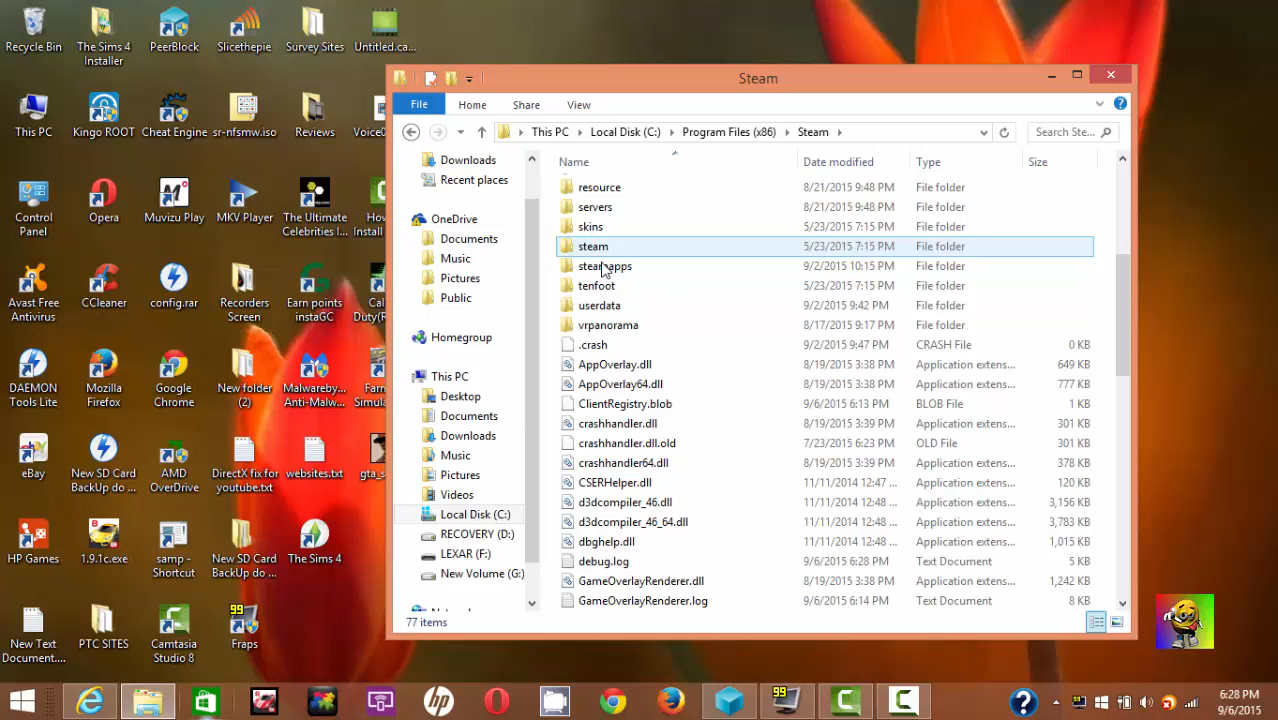 Recycle Bin
The Sims 4
Installer
PeerBlock
Slicethepie
Survey Sites
Untitled.ca...
This PC
Kingo ROOT
Cheat Engine
sr-nfsmw.iso
Reviews
Voice0
Control
Panel
Opera
Muvizu Play
MKV Player
The Ultimate
Celebrities I...
How
Install
Avast Free
Antivirus
CCleaner
config.rar
Recorders
Screen
Earn points
instaGC
Cal
Duty(R
DAEMON
Tools Lite
Mozilla
Firefox
Google
Chrome
New folder
(2)
Malwareby...
Anti-Malw...
Farm
Simula
eBay
New SD Card
BackUp do ...
AMD
OverDrive
DirectX fix for
youtube.txt
websites.txt
gta_s
HP Games
1.9.1c.exe
samp -
Shortcut
New SD Card
BackUp do ...
The Sims 4
New Text
Document....
PTC SITES
Camtasia
Studio 8
99
Fraps
Steam
File
Home
Share
View
This PC
Local Disk (C:)
Program Files (x86)
Steam
Search Ste...
Downloads
Recent places
OneDrive
Documents
Music
Pictures
Public
Homegroup
This PC
Desktop
Documents
Downloads
Music
Pictures
Videos
Local Disk (C:)
RECOVERY (D:)
LEXAR (F:)
New Volume (G:)
Name Date modified Type Size
resource 8/21/2015 9:48 PM File folder
servers 8/21/2015 9:48 PM File folder
skins 5/23/2015 7:15 PM File folder
steam 5/23/2015 7:15 PM File folder
steamapps 9/2/2015 10:15 PM File folder
tenfoot 5/23/2015 7:15 PM File folder
userdata 9/2/2015 9:42 PM File folder
vrpanorama 8/17/2015 9:17 PM File folder
.crash 9/2/2015 9:47 PM CRASH File 0 KB
AppOverlay.dll 8/19/2015 3:38 PM Application extens... 649 KB
AppOverlay64.dll 8/19/2015 3:38 PM Application extens... 777 KB
ClientRegistry.blob 9/6/2015 6:13 PM BLOB File 1 KB
crashhandler.dll 8/19/2015 3:39 PM Application extens... 301 KB
crashhandler.dll.old 7/23/2015 6:23 PM OLD File 301 KB
crashhandler64.dll 8/19/2015 3:39 PM Application extens... 378 KB
CSERHelper.dll 11/11/2014 12:47 ... Application extens... 120 KB
d3dcompiler_46.dll 11/11/2014 12:48 ... Application extens... 3,156 KB
d3dcompiler_46_64.dll 11/11/2014 12:48 ... Application extens... 3,783 KB
dbghelp.dll 11/11/2014 12:48 ... Application extens... 1,015 KB
debug.log 9/6/2015 6:28 PM Text Document 5 KB
GameOverlayRenderer.dll 8/19/2015 3:38 PM Application extens... 1,242 KB
GameOverlayRenderer.log 9/6/2015 6:14 PM Text Document 8 KB
77 items
hp
99
6:28 PM
9/6/2015